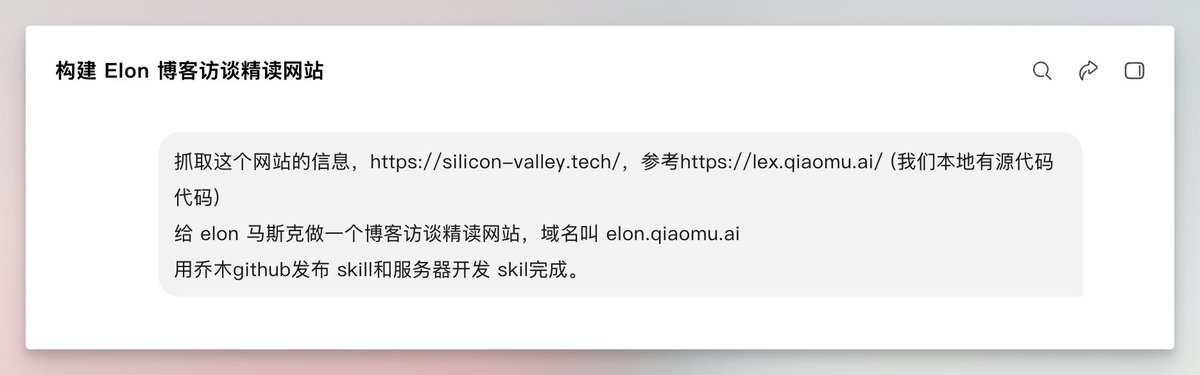 构建 Elon 博客访谈精读网站
抓取这个网站的信息，https://silicon-valley.tech/，参考https://lex.qiaomu.ai/ (我们本地有源代码
代码)
给 elon 马斯克做一个博客访谈精读网站，域名叫 elon.qiaomu.ai
用乔木github发布 skill和服务器开发 skil完成。